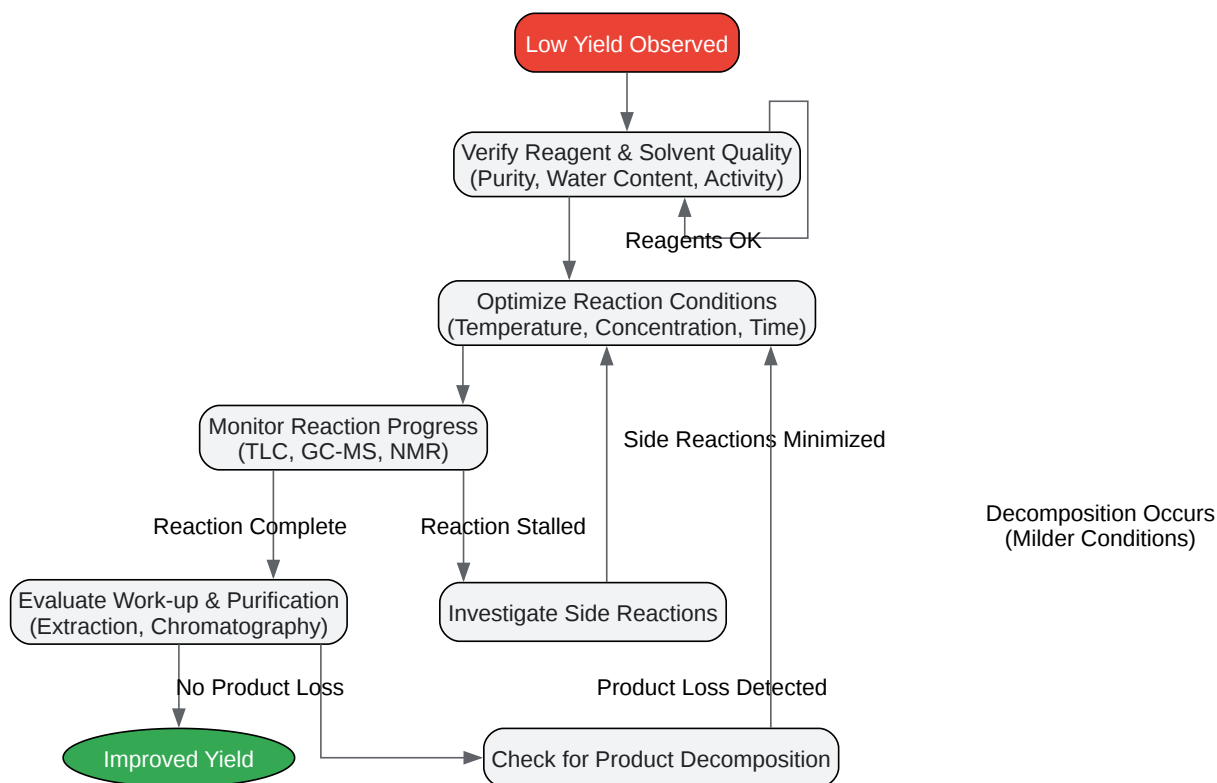 Low Yield Observed
Verify Reagent & Solvent Quality
(Purity, Water Content, Activity)
Reagents OK
Optimize Reaction Conditions
(Temperature, Concentration, Time)
Monitor Reaction Progress
(TLC, GC-MS, NMR)
Side Reactions Minimized
Reaction Complete
Reaction Stalled
Decomposition Occurs
(Milder Conditions)
Evaluate Work-up & Purification
(Extraction, Chromatography)
Investigate Side Reactions
No Product Loss
Product Loss Detected
Improved Yield
Check for Product Decomposition